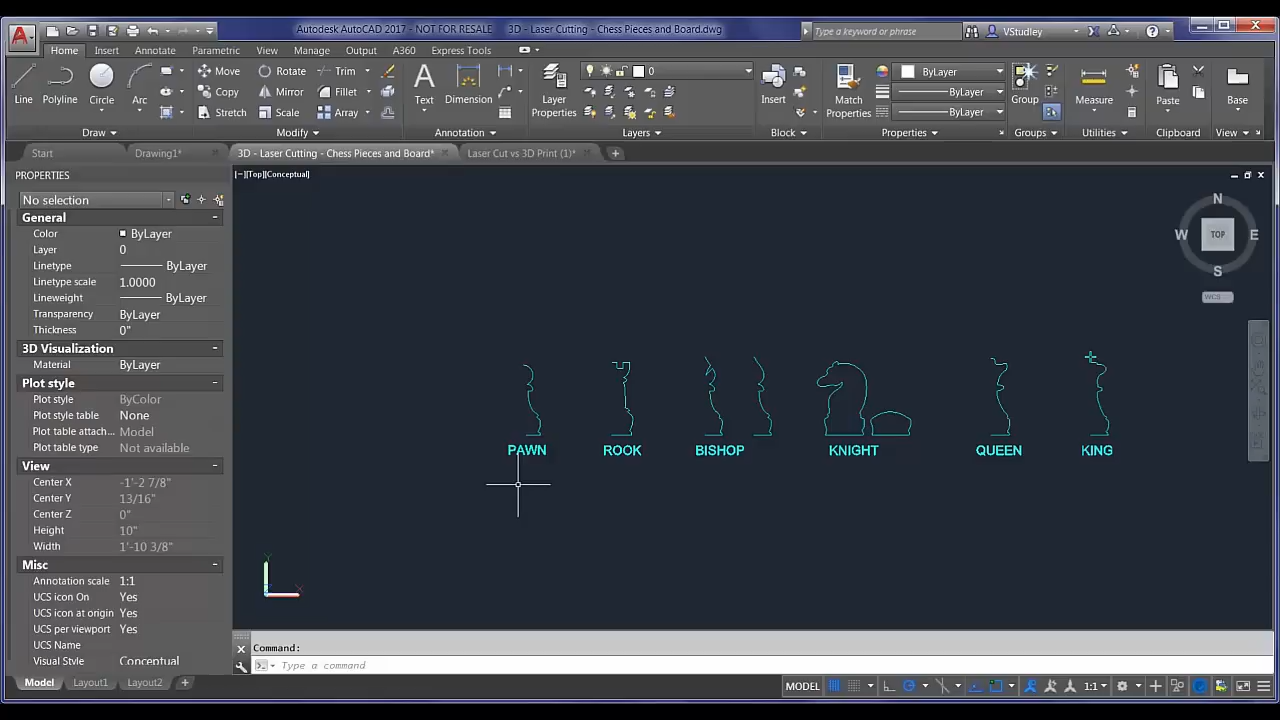 Autodesk AutoCAD 2017 - NOT FOR RESALE 3D - Laser Cutting - Chess Pieces and Board.dwg
Type a keyword or phrase
VStudley
Home Insert Annotate Parametric View Manage Output A360 Express Tools
Line Polyline Circle Arc
Move Rotate Trim
Copy Mirror Fillet
Stretch Scale Array
Text Dimension
Layer Properties
0
Insert
Match Properties
ByLayer
ByLayer
ByLayer
Group
Measure
Paste
Base
Draw Modify Annotation Layers Block Properties Groups Utilities Clipboard View
Start Drawing1* 3D - Laser Cutting - Chess Pieces and Board* Laser Cut vs 3D Print (1)*
PROPERTIES
[−][Top][Conceptual]
No selection
General
Color ByLayer
Layer 0
Linetype ByLayer
Linetype scale 1.0000
Lineweight ByLayer
Transparency ByLayer
Thickness 0"
3D Visualization
Material ByLayer
Plot style
Plot style ByColor
Plot style table None
Plot table attach... Model
Plot table type Not available
View
Center X -1'-2 7/8"
Center Y 13/16"
Center Z 0"
Height 10"
Width 1'-10 3/8"
Misc
Annotation scale 1:1
UCS icon On Yes
UCS icon at origin Yes
UCS per viewport Yes
UCS Name
Visual Style Conceptual
N
W TOP E
S
WCS
PAWN ROOK BISHOP KNIGHT QUEEN KING
Y
X
Command:
Type a command
Model Layout1 Layout2
MODEL 1:1